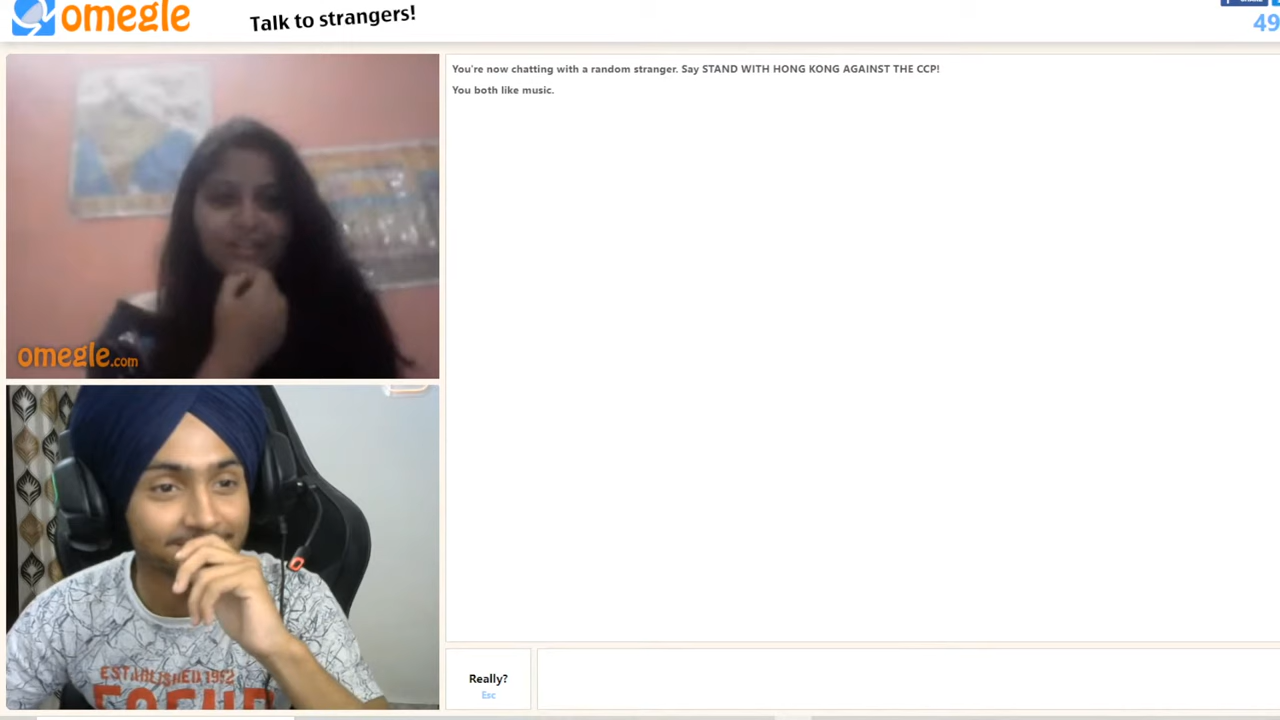 omegle
Talk to strangers!
49
You're now chatting with a random stranger. Say STAND WITH HONG KONG AGAINST THE CCP!
You both like music.
omegle.com
ESTABLISHED 1952
Really?
Esc